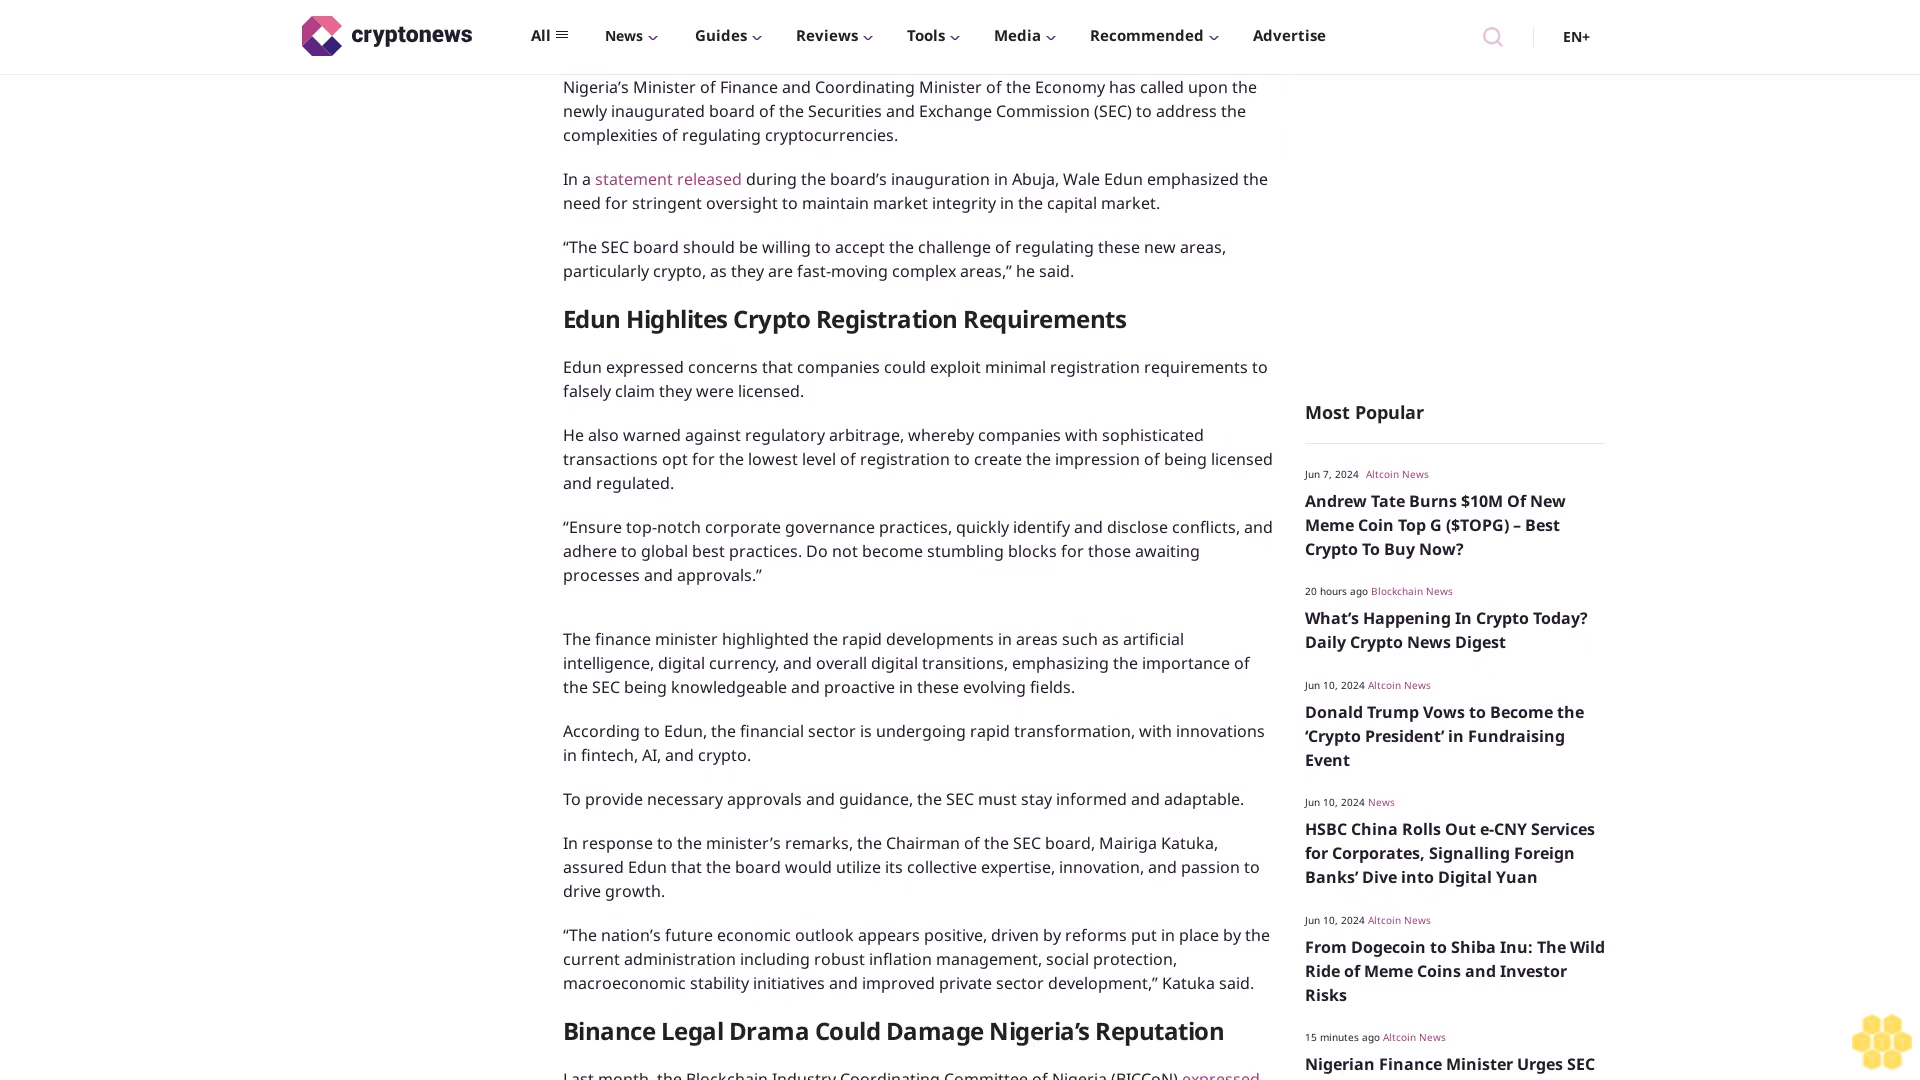 cryptonews
All
News
Guides
Reviews
Tools
Media
Recommended
Advertise
EN+
Nigeria’s Minister of Finance and Coordinating Minister of the Economy has called upon the
newly inaugurated board of the Securities and Exchange Commission (SEC) to address the
complexities of regulating cryptocurrencies.
In a statement released during the board’s inauguration in Abuja, Wale Edun emphasized the
need for stringent oversight to maintain market integrity in the capital market.
“The SEC board should be willing to accept the challenge of regulating these new areas,
particularly crypto, as they are fast-moving complex areas,” he said.
Edun Highlites Crypto Registration Requirements
Edun expressed concerns that companies could exploit minimal registration requirements to
falsely claim they were licensed.
He also warned against regulatory arbitrage, whereby companies with sophisticated
transactions opt for the lowest level of registration to create the impression of being licensed
and regulated.
“Ensure top-notch corporate governance practices, quickly identify and disclose conflicts, and
adhere to global best practices. Do not become stumbling blocks for those awaiting
processes and approvals.”
The finance minister highlighted the rapid developments in areas such as artificial
intelligence, digital currency, and overall digital transitions, emphasizing the importance of
the SEC being knowledgeable and proactive in these evolving fields.
According to Edun, the financial sector is undergoing rapid transformation, with innovations
in fintech, AI, and crypto.
To provide necessary approvals and guidance, the SEC must stay informed and adaptable.
In response to the minister’s remarks, the Chairman of the SEC board, Mairiga Katuka,
assured Edun that the board would utilize its collective expertise, innovation, and passion to
drive growth.
“The nation’s future economic outlook appears positive, driven by reforms put in place by the
current administration including robust inflation management, social protection,
macroeconomic stability initiatives and improved private sector development,” Katuka said.
Binance Legal Drama Could Damage Nigeria’s Reputation
Last month, the Blockchain Industry Coordinating Committee of Nigeria (BICCoN) expressed
Most Popular
Jun 7, 2024 Altcoin News
Andrew Tate Burns $10M Of New
Meme Coin Top G ($TOPG) – Best
Crypto To Buy Now?
20 hours ago Blockchain News
What’s Happening In Crypto Today?
Daily Crypto News Digest
Jun 10, 2024 Altcoin News
Donald Trump Vows to Become the
‘Crypto President’ in Fundraising
Event
Jun 10, 2024 News
HSBC China Rolls Out e-CNY Services
for Corporates, Signalling Foreign
Banks’ Dive into Digital Yuan
Jun 10, 2024 Altcoin News
From Dogecoin to Shiba Inu: The Wild
Ride of Meme Coins and Investor
Risks
15 minutes ago Altcoin News
Nigerian Finance Minister Urges SEC